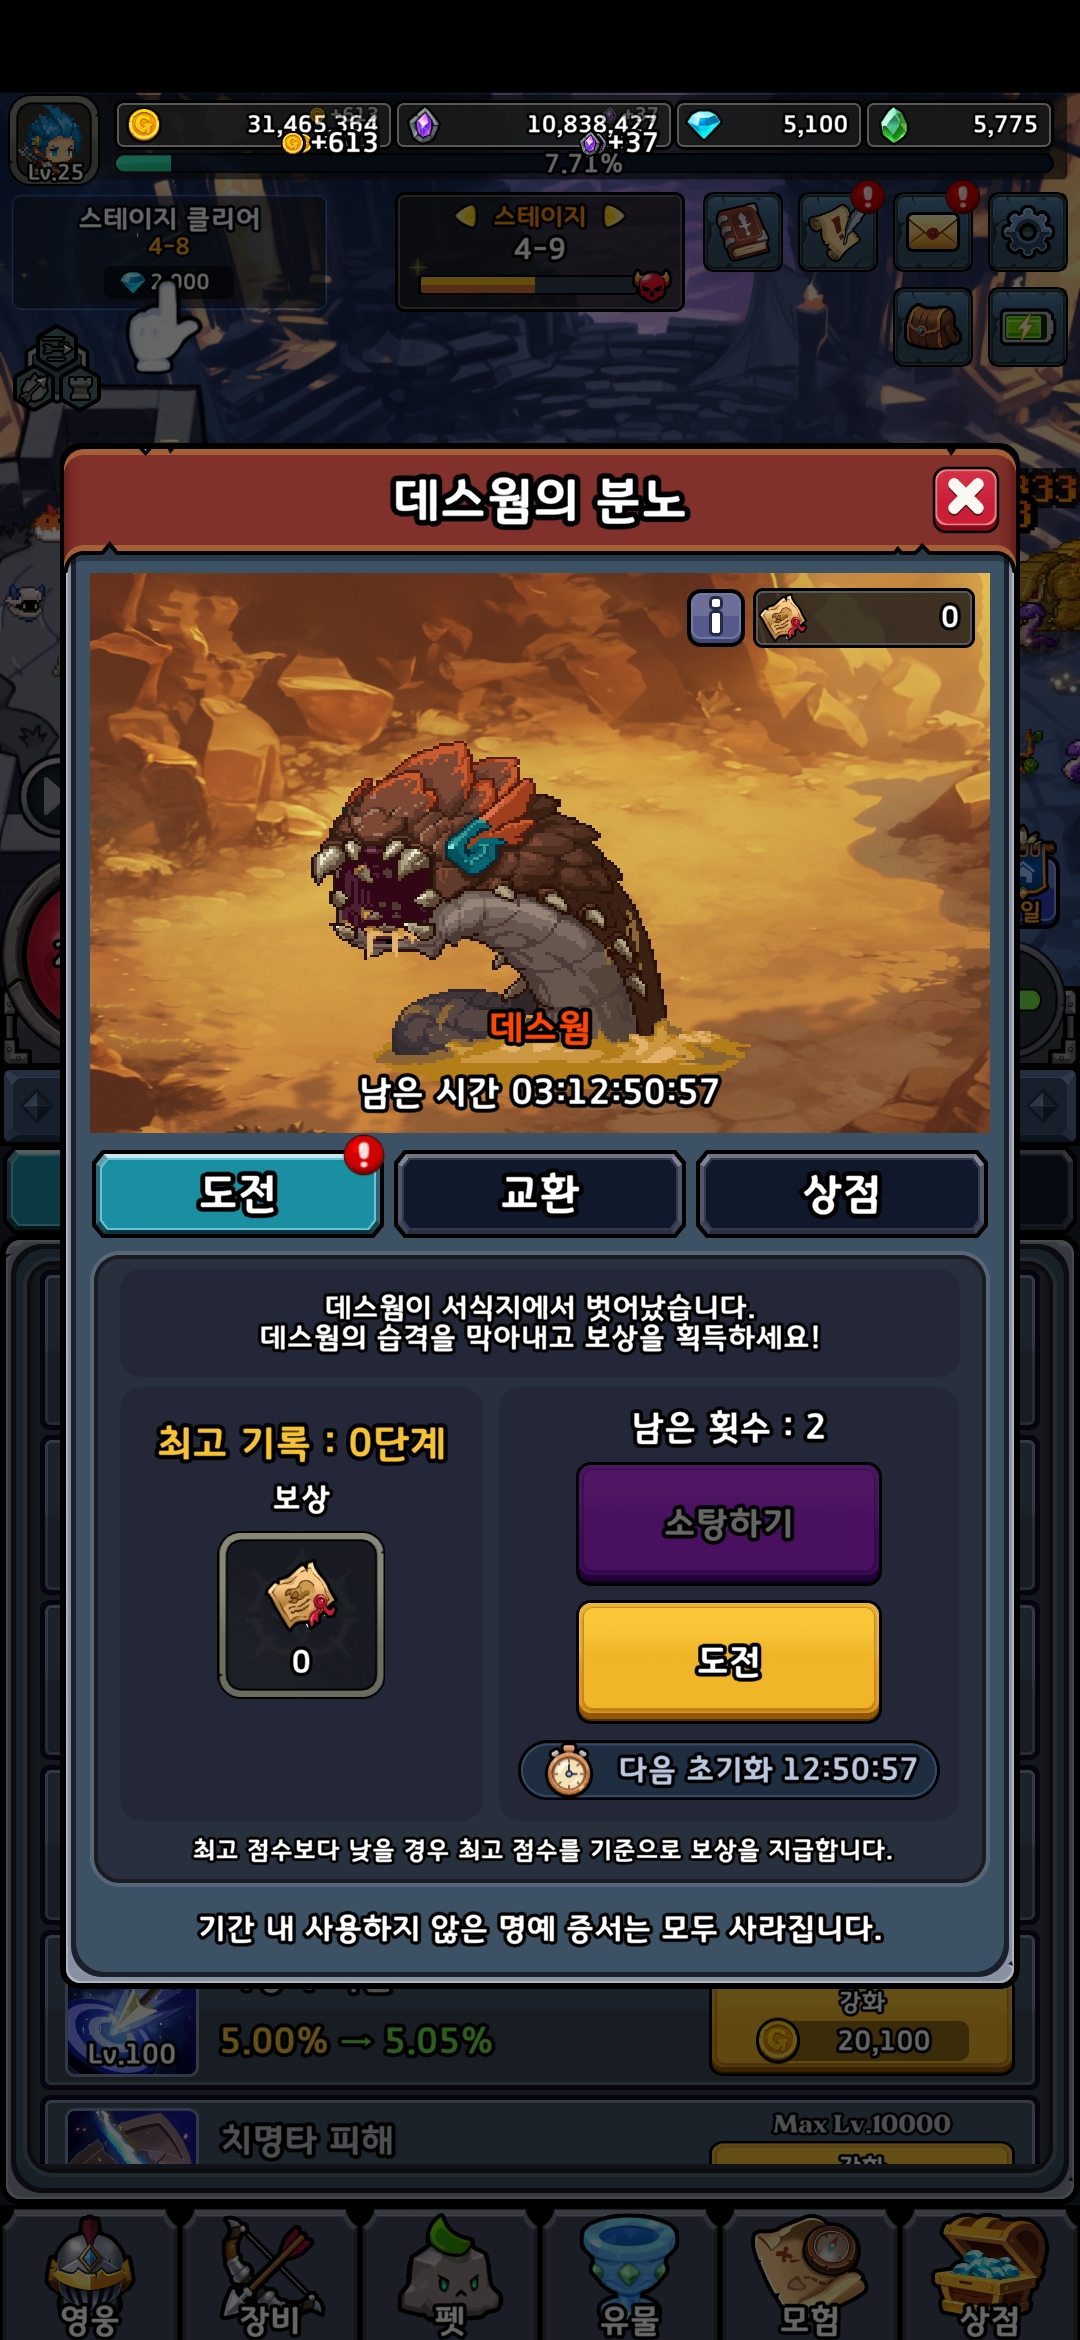 31,465,364
+613
10,838,427
+37
5,100
5,775
Lv.25
7.71%
스테이지 클리어
4-8
2,000
스테이지
4-9
데스웜의 분노
0
데스웜
남은 시간 03:12:50:57
도전
교환
상점
데스웜이 서식지에서 벗어났습니다.
데스웜의 습격을 막아내고 보상을 획득하세요!
최고 기록 : 0단계
보상
0
남은 횟수 : 2
소탕하기
도전
다음 초기화 12:50:57
최고 점수보다 낮을 경우 최고 점수를 기준으로 보상을 지급합니다.
기간 내 사용하지 않은 명예 증서는 모두 사라집니다.
Lv.100
5.00% → 5.05%
강화
20,100
치명타 피해
Max Lv.10000
영웅
장비
펫
유물
모험
상점